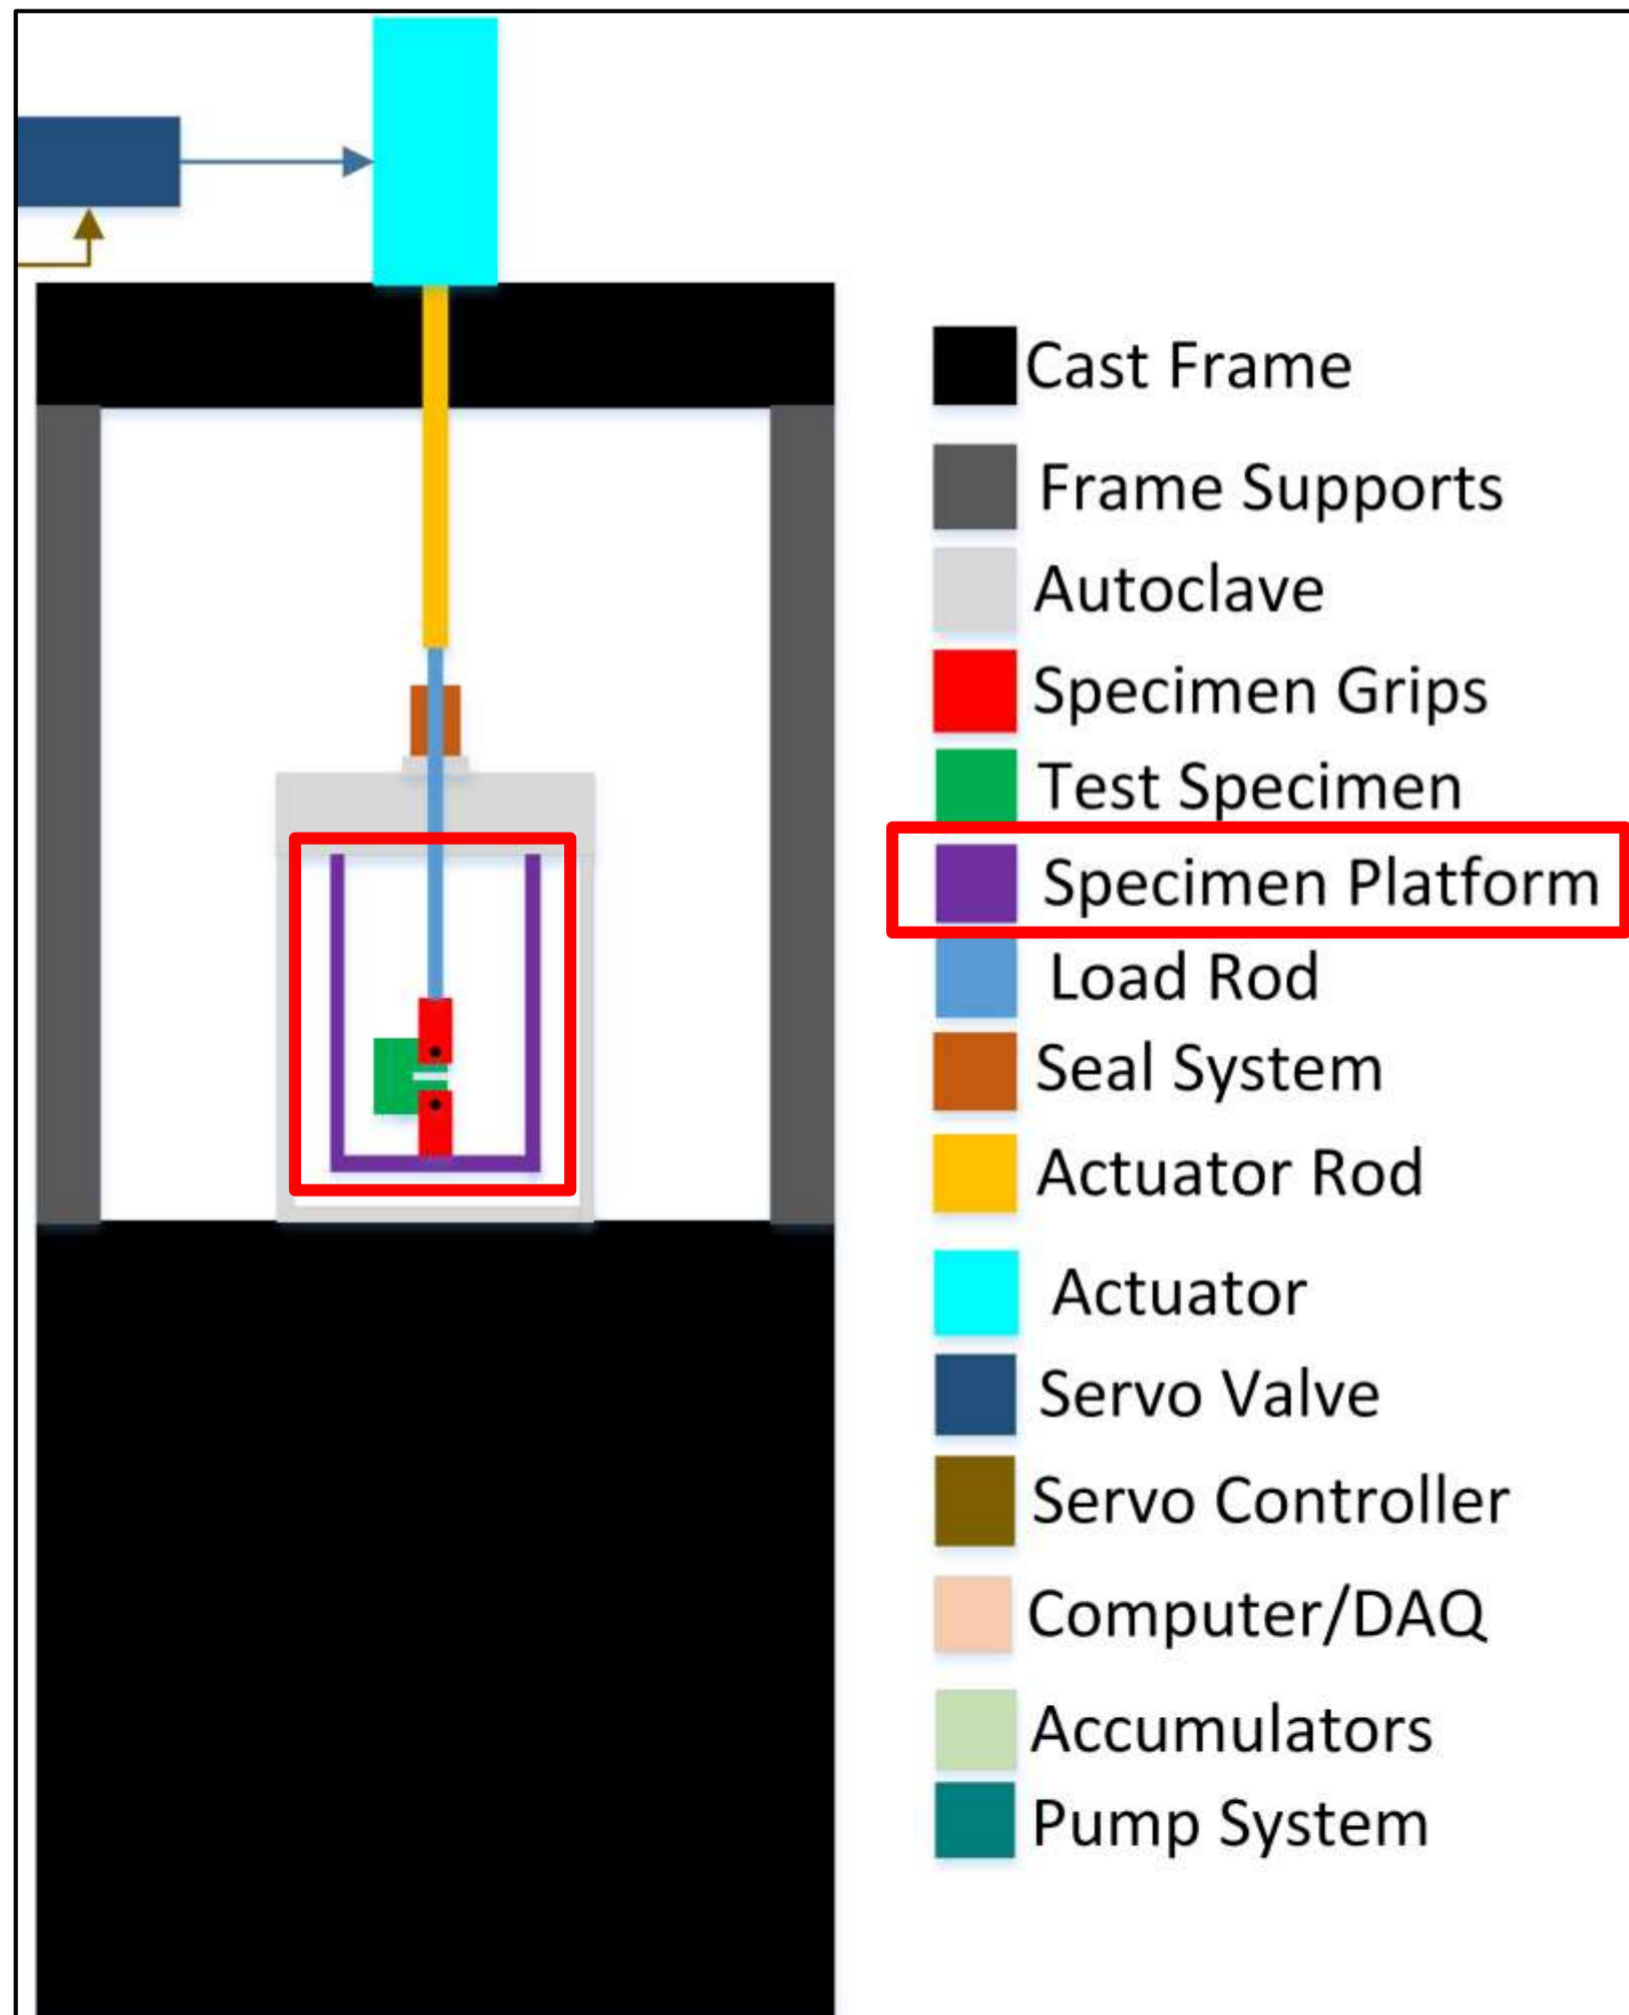 Cast Frame
Frame Supports
Autoclave
Specimen Grips
Test Specimen
Specimen Platform
Load Rod
Seal System
Actuator Rod
Actuator
Servo Valve
Servo Controller
Computer/DAQ
Accumulators
Pump System